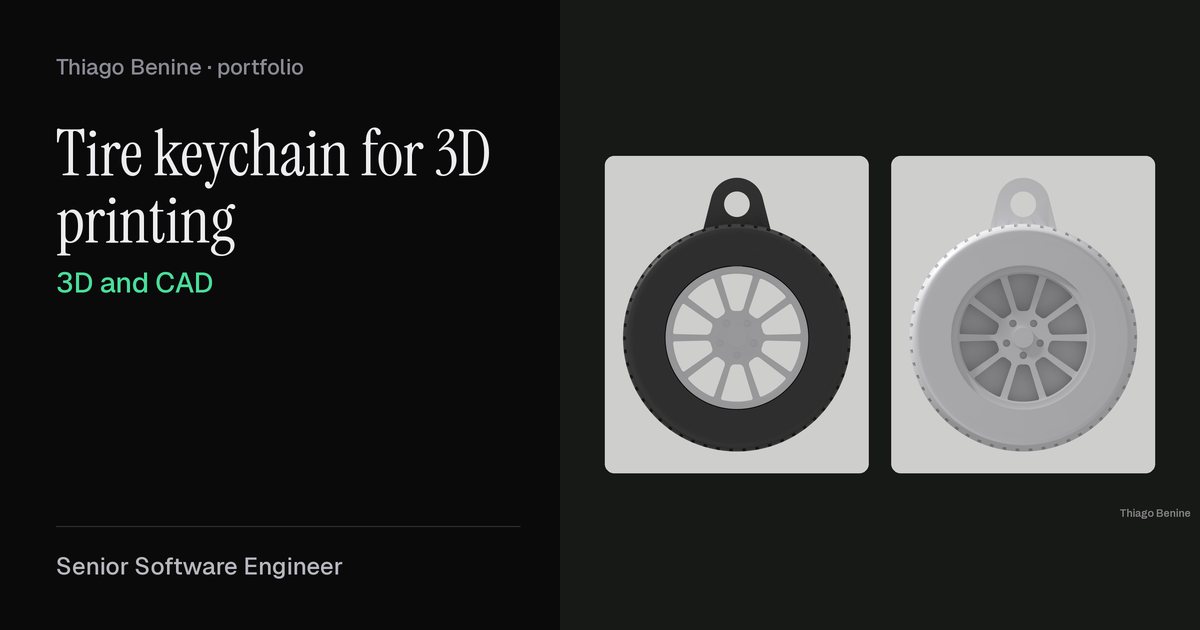 Thiago Benine · portfolio
Tire keychain for 3D
printing
3D and CAD
Thiago Benine
Senior Software Engineer